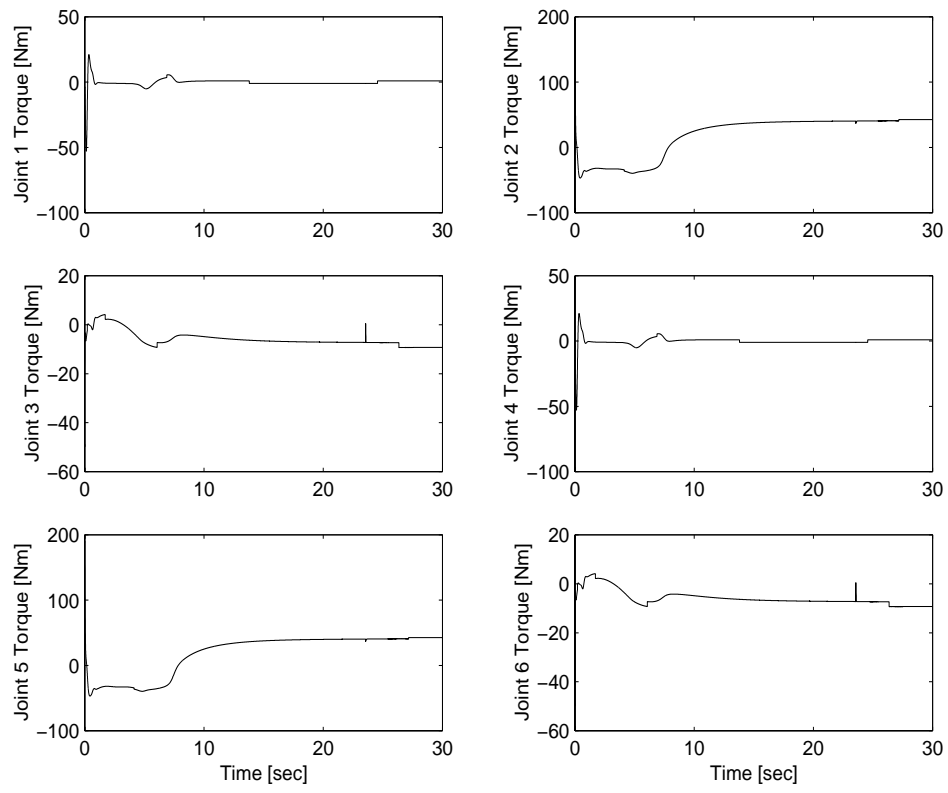 50
0
−50
−100
Joint 1 Torque [Nm]
0 10 20 30
200
100
0
−100
Joint 2 Torque [Nm]
0 10 20 30
20
0
−20
−40
−60
Joint 3 Torque [Nm]
0 10 20 30
50
0
−50
−100
Joint 4 Torque [Nm]
0 10 20 30
200
100
0
−100
Joint 5 Torque [Nm]
0 10 20 30
Time [sec]
20
0
−20
−40
−60
Joint 6 Torque [Nm]
0 10 20 30
Time [sec]